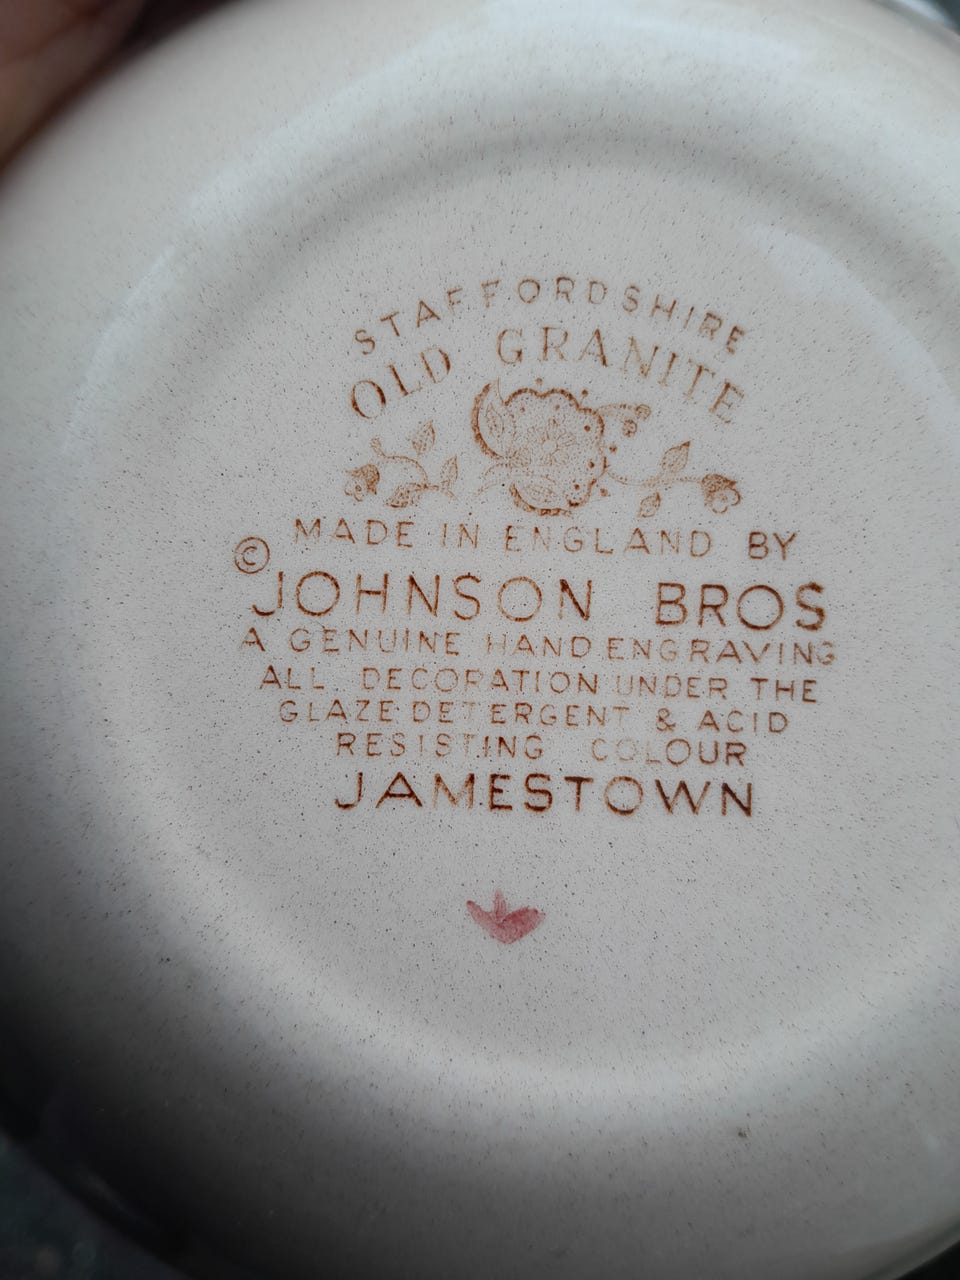 STAFFORDSHIRE
OLD GRANITE
MADE IN ENGLAND BY
© JOHNSON BROS
A GENUINE HAND ENGRAVING
ALL DECORATION UNDER THE
GLAZE DETERGENT & ACID
RESISTING COLOUR
JAMESTOWN